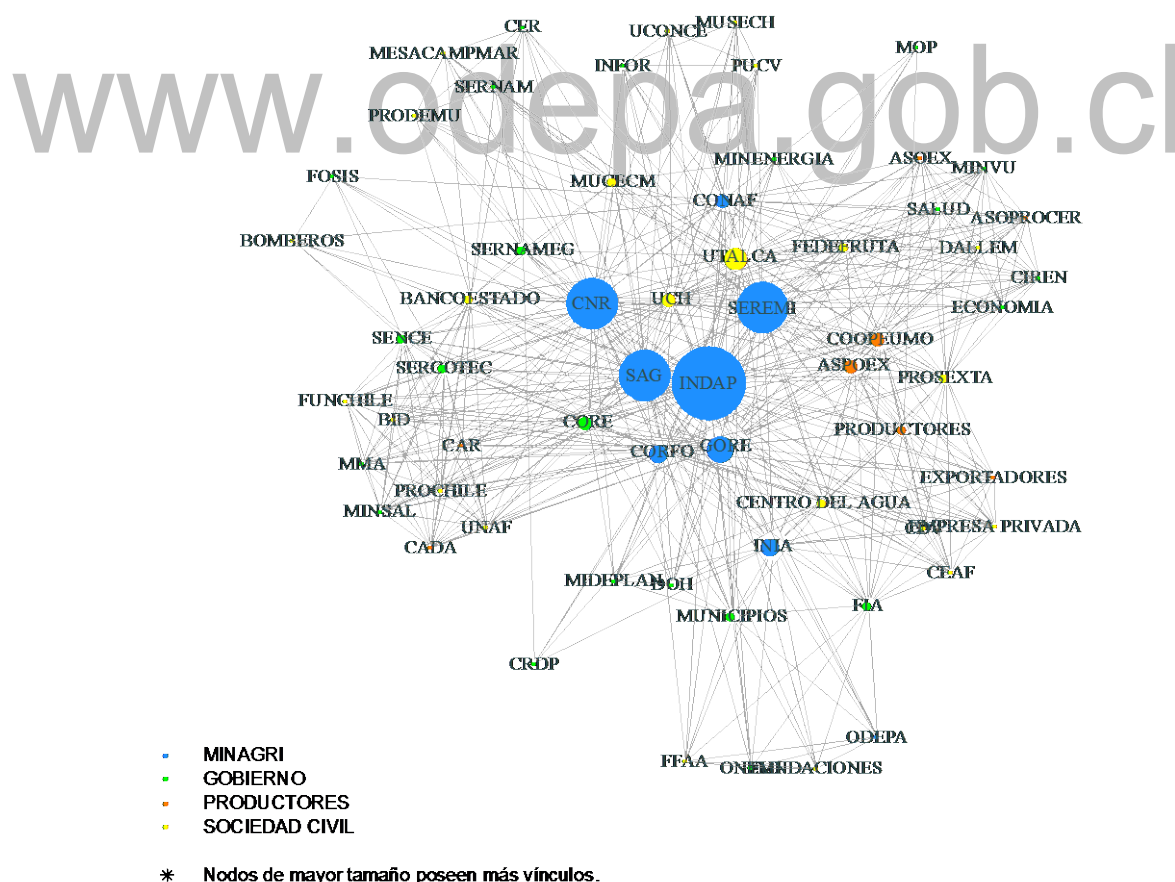 CER
UCONCE
MUSECH
MOP
MESACAMPMAR
INFOR
PUCV
SERNAM
www.odepa.gob.cl
PRODEMU
MINENERGIA
ASOEX
MINVU
FOSIS
MUCECM
CONAF
SALUD
ASOPROCER
BOMBEROS
SERNAMEG
UTALCA
FEDEFRUTA
DALLEM
CIREN
BANCOESTADO
CNR
UCH
SEREMI
ECONOMIA
SENCE
COOPEUMO
SERCOTEC
SAG
INDAP
ASPOEX
PROSEXTA
FUNCHILE
BID
CORE
PRODUCTORES
CAR
CORFO
GORE
MMA
EXPORTADORES
PROCHILE
CENTRO DEL AGUA
MINSAL
UNAF
EMPRESA PRIVADA
CADA
INIA
CEAF
MIDEPLAN
DOH
MUNICIPIOS
FIA
CRDP
ODEPA
FFAA
MINAGRI
GOBIERNO
PRODUCTORES
SOCIEDAD CIVIL
* Nodos de mayor tamaño poseen más vínculos.